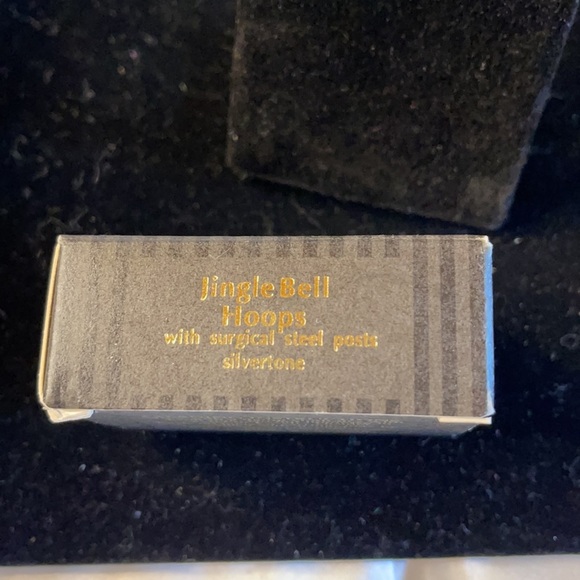 Jingle Bell
Hoops
with surgical steel posts
silvertone